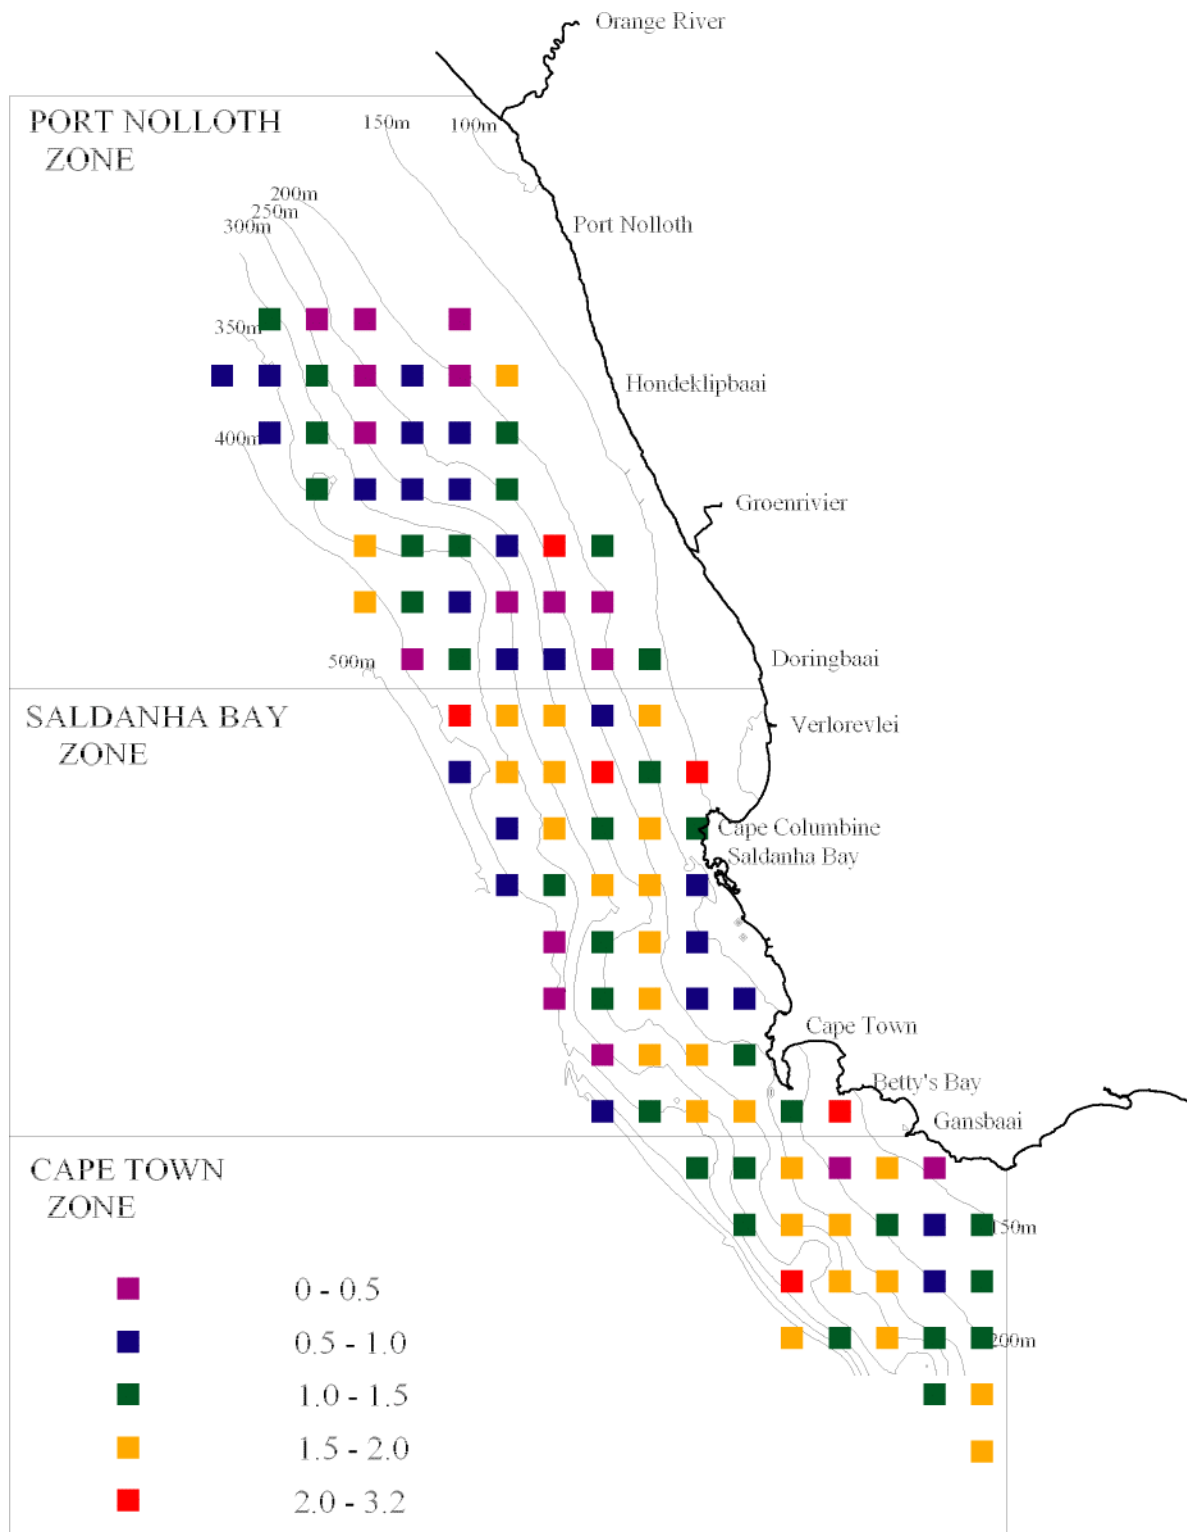 Orange River
PORT NOLLOTH
ZONE
150m
100m
200m
250m
300m
Port Nolloth
350m
Hondeklipbaai
400m
Groenrivier
500m
Doringbaai
SALDANHA BAY
ZONE
Verlorevlei
Cape Columbine
Saldanha Bay
Cape Town
Betty's Bay
Gansbaai
CAPE TOWN
ZONE
150m
0 - 0.5
0.5 - 1.0
200m
1.0 - 1.5
1.5 - 2.0
2.0 - 3.2